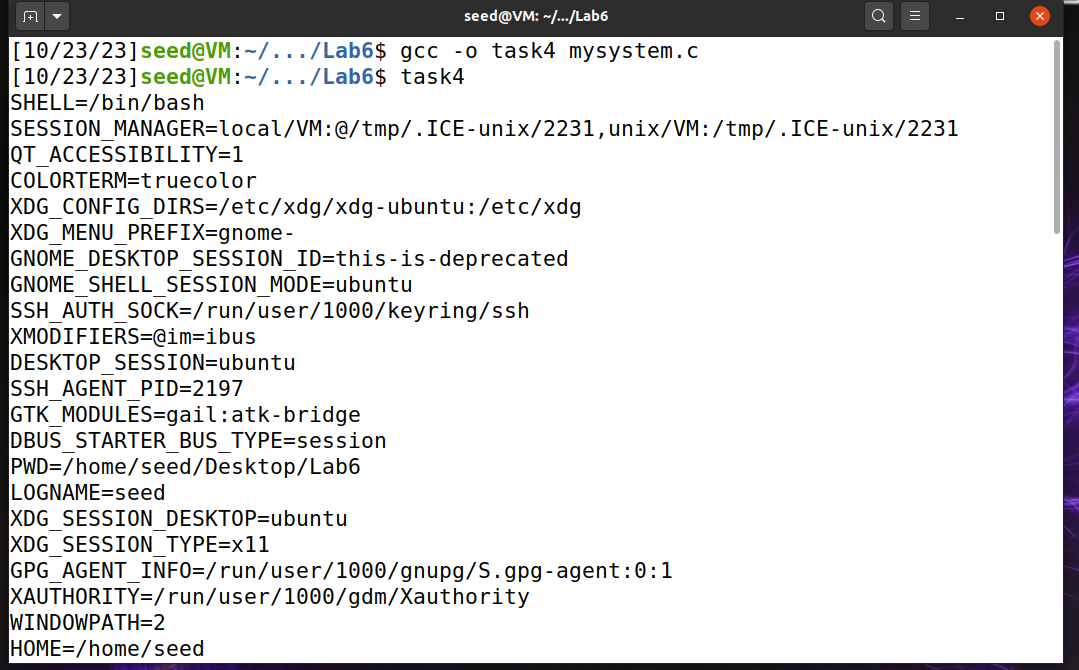 seed@VM: ~/.../Lab6
[10/23/23]seed@VM:~/.../Lab6$ gcc -o task4 mysystem.c
[10/23/23]seed@VM:~/.../Lab6$ task4
SHELL=/bin/bash
SESSION_MANAGER=local/VM:@/tmp/.ICE-unix/2231,unix/VM:/tmp/.ICE-unix/2231
QT_ACCESSIBILITY=1
COLORTERM=truecolor
XDG_CONFIG_DIRS=/etc/xdg/xdg-ubuntu:/etc/xdg
XDG_MENU_PREFIX=gnome-
GNOME_DESKTOP_SESSION_ID=this-is-deprecated
GNOME_SHELL_SESSION_MODE=ubuntu
SSH_AUTH_SOCK=/run/user/1000/keyring/ssh
XMODIFIERS=@im=ibus
DESKTOP_SESSION=ubuntu
SSH_AGENT_PID=2197
GTK_MODULES=gail:atk-bridge
DBUS_STARTER_BUS_TYPE=session
PWD=/home/seed/Desktop/Lab6
LOGNAME=seed
XDG_SESSION_DESKTOP=ubuntu
XDG_SESSION_TYPE=x11
GPG_AGENT_INFO=/run/user/1000/gnupg/S.gpg-agent:0:1
XAUTHORITY=/run/user/1000/gdm/Xauthority
WINDOWPATH=2
HOME=/home/seed